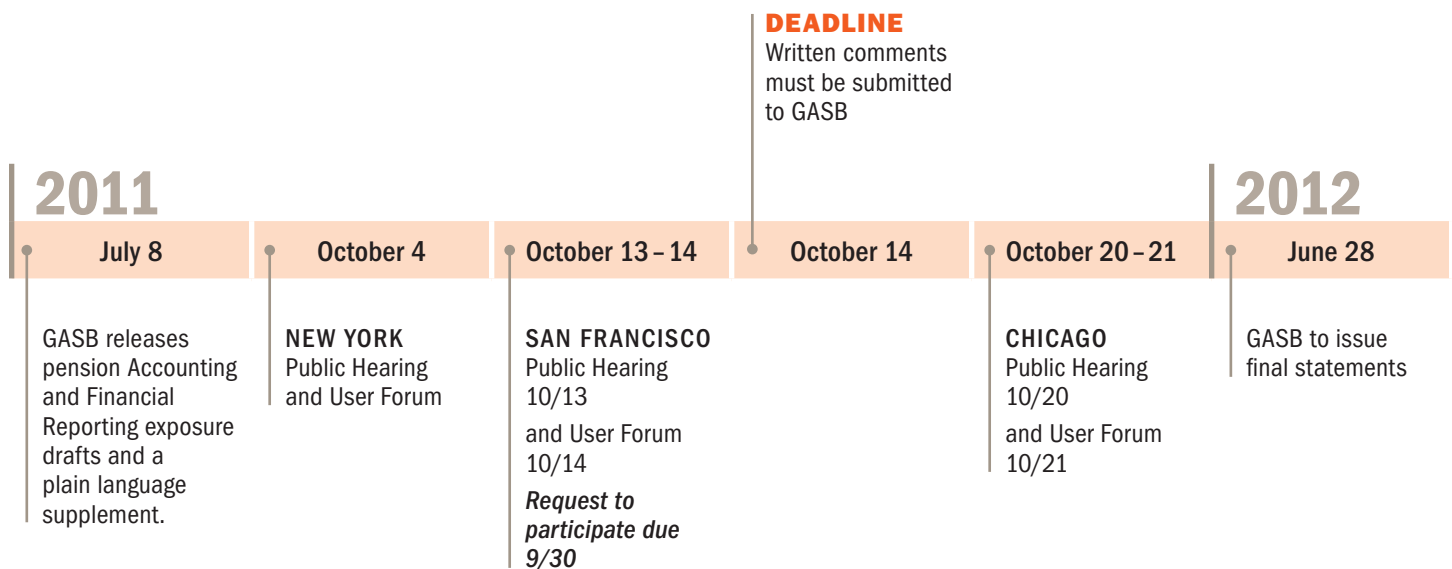 DEADLINE
Written comments
must be submitted
to GASB
2011
2012
July 8
October 4
October 13 – 14
October 14
October 20 – 21
June 28
GASB releases
pension Accounting
and Financial
Reporting exposure
drafts and a
plain language
supplement.
NEW YORK
Public Hearing
and User Forum
SAN FRANCISCO
Public Hearing
10/13
and User Forum
10/14
Request to
participate due
9/30
CHICAGO
Public Hearing
10/20
and User Forum
10/21
GASB to issue
final statements